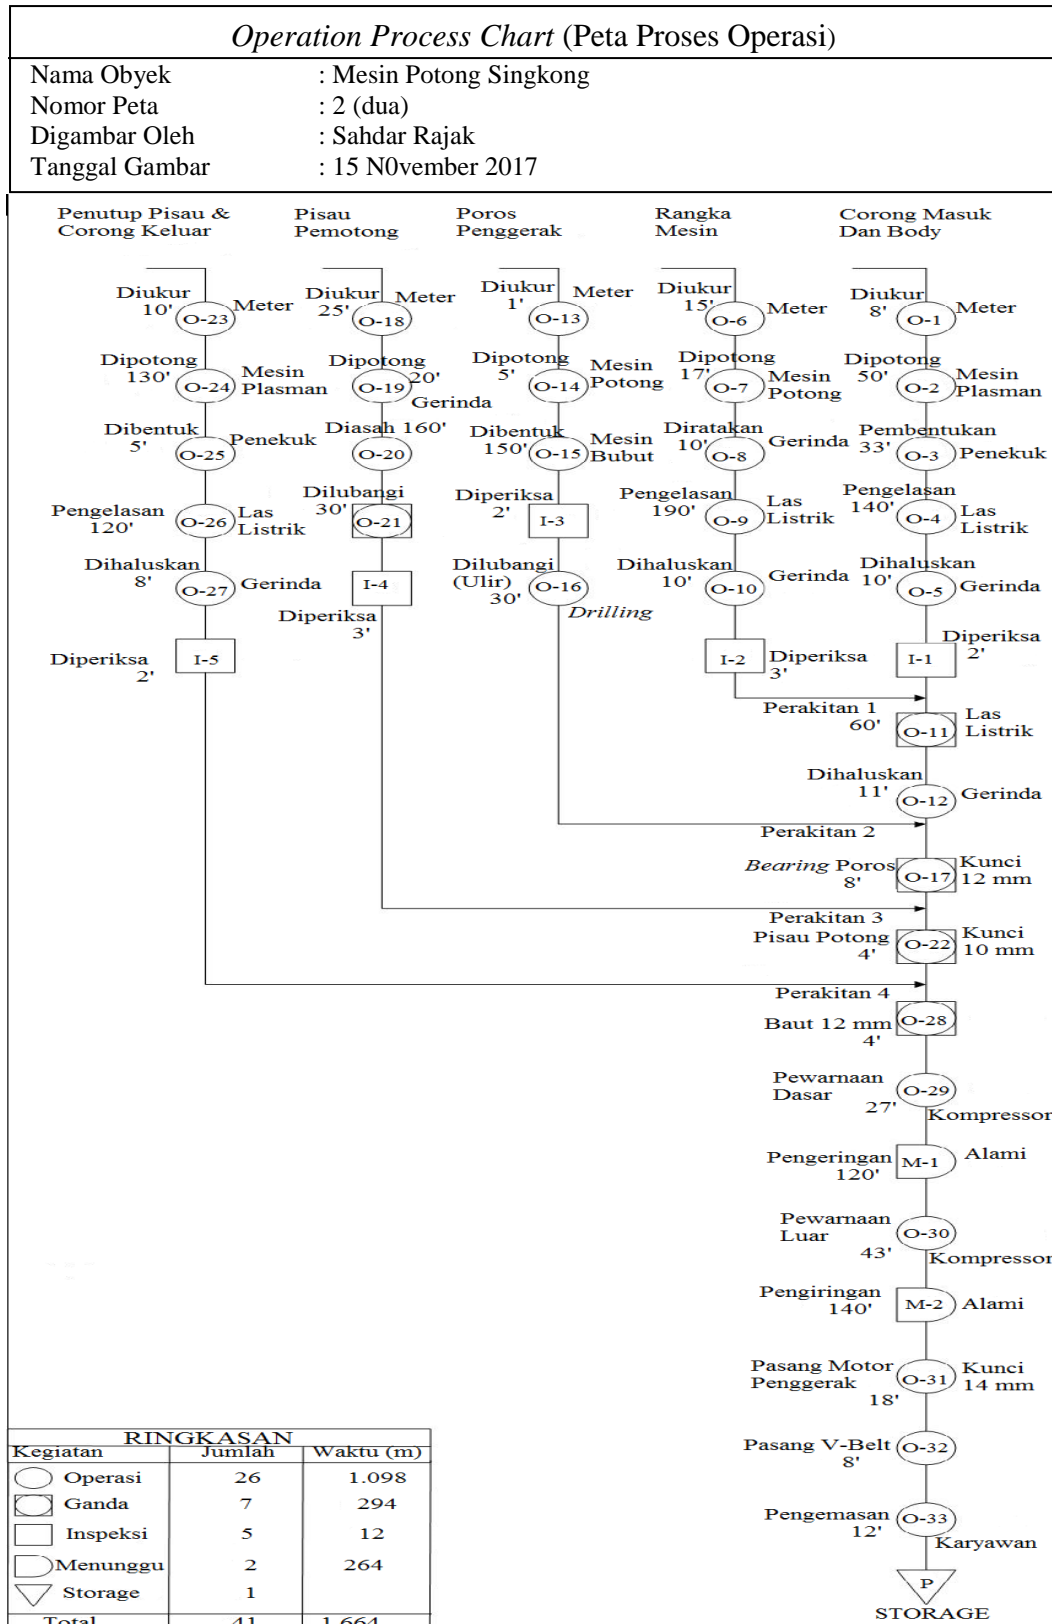 Operation Process Chart (Peta Proses Operasi)
Nama Obyek : Mesin Potong Singkong
Nomor Peta : 2 (dua)
Digambar Oleh : Sahdar Rajak
Tanggal Gambar : 15 N0vember 2017
Penutup Pisau &
Corong Keluar
Diukur
10'
O-23
Meter
Dipotong
130'
O-24
Mesin
Plasman
Dibentuk
5'
O-25
Penekuk
Pengelasan
120'
O-26
Las
Listrik
Dihaluskan
8'
O-27
Gerinda
Diperiksa
2'
I-5
Pisau
Pemotong
Diukur
25'
O-18
Meter
Dipotong
20'
O-19
Gerinda
Diasah 160'
O-20
Dilubangi
30'
O-21
I-4
Diperiksa
3'
Poros
Penggerak
Diukur
1'
O-13
Meter
Dipotong
5'
O-14
Mesin
Potong
Dibentuk
150'
O-15
Mesin
Bubut
Diperiksa
2'
I-3
Dilubangi
(Ulir)
30'
O-16
Drilling
Rangka
Mesin
Diukur
15'
O-6
Meter
Dipotong
17'
O-7
Mesin
Potong
Diratakan
10'
O-8
Gerinda
Pengelasan
190'
O-9
Las
Listrik
Dihaluskan
10'
O-10
Gerinda
I-2
Diperiksa
3'
Corong Masuk
Dan Body
Diukur
8'
O-1
Meter
Dipotong
50'
O-2
Mesin
Plasman
Pembentukan
33'
O-3
Penekuk
Pengelasan
140'
O-4
Las
Listrik
Dihaluskan
10'
O-5
Gerinda
Diperiksa
2'
I-1
Perakitan 1
60'
O-11
Las
Listrik
Dihaluskan
11'
O-12
Gerinda
Perakitan 2
Bearing Poros
8'
O-17
Kunci
12 mm
Perakitan 3
Pisau Potong
4'
O-22
Kunci
10 mm
Perakitan 4
Baut 12 mm
4'
O-28
Pewarnaan
Dasar
27'
O-29
Kompressor
Pengeringan
120'
M-1
Alami
Pewarnaan
Luar
43'
O-30
Kompressor
Pengiringan
140'
M-2
Alami
Pasang Motor
Penggerak
18'
O-31
Kunci
14 mm
Pasang V-Belt
8'
O-32
Pengemasan
12'
O-33
Karyawan
P
STORAGE
RINGKASAN
Kegiatan Jumlah Waktu (m)
Operasi 26 1.098
Ganda 7 294
Inspeksi 5 12
Menunggu 2 264
Storage 1
Total 41 1.664